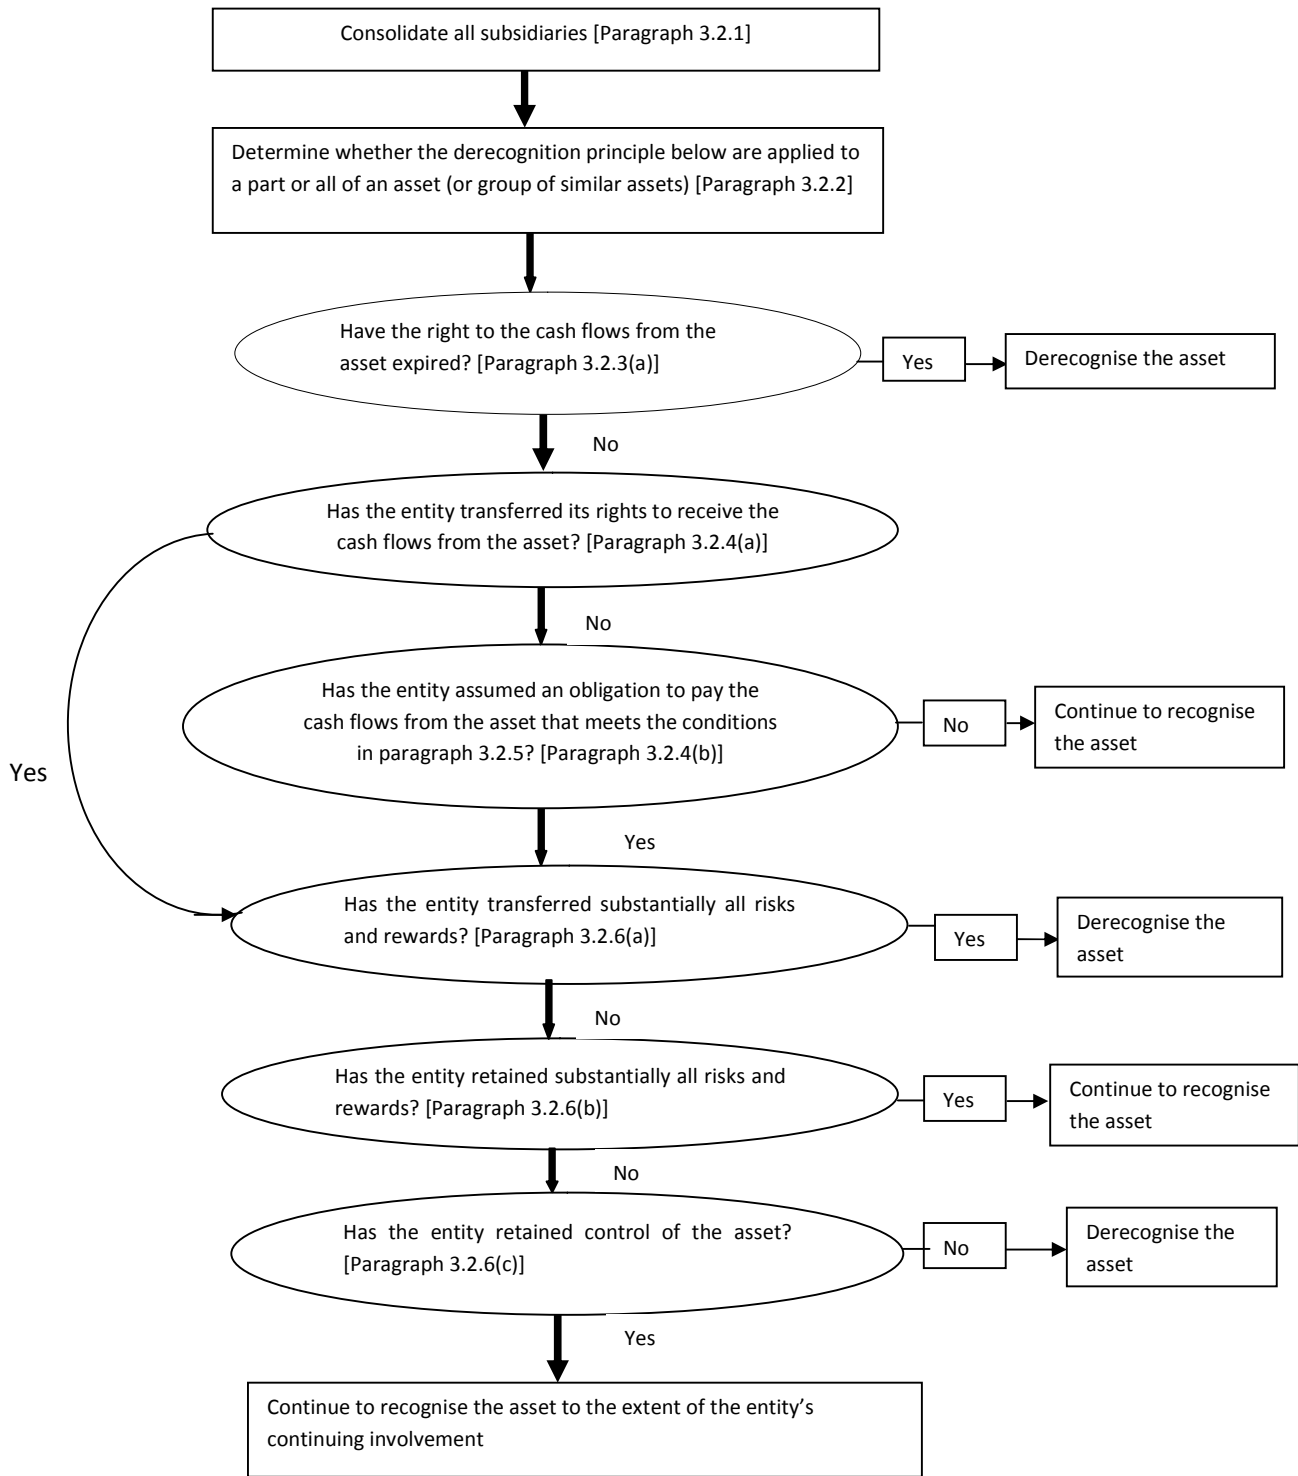 Consolidate all subsidiaries [Paragraph 3.2.1]
Determine whether the derecognition principle below are applied to
a part or all of an asset (or group of similar assets) [Paragraph 3.2.2]
Have the right to the cash flows from the
asset expired? [Paragraph 3.2.3(a)]
Yes
Derecognise the asset
No
Has the entity transferred its rights to receive the
cash flows from the asset? [Paragraph 3.2.4(a)]
No
Has the entity assumed an obligation to pay the
cash flows from the asset that meets the conditions
in paragraph 3.2.5? [Paragraph 3.2.4(b)]
No
Continue to recognise
the asset
Yes
Yes
Has the entity transferred substantially all risks
and rewards? [Paragraph 3.2.6(a)]
Yes
Derecognise the
asset
No
Has the entity retained substantially all risks and
rewards? [Paragraph 3.2.6(b)]
Yes
Continue to recognise
the asset
No
Has the entity retained control of the asset?
[Paragraph 3.2.6(c)]
No
Derecognise the
asset
Yes
Continue to recognise the asset to the extent of the entity’s
continuing involvement